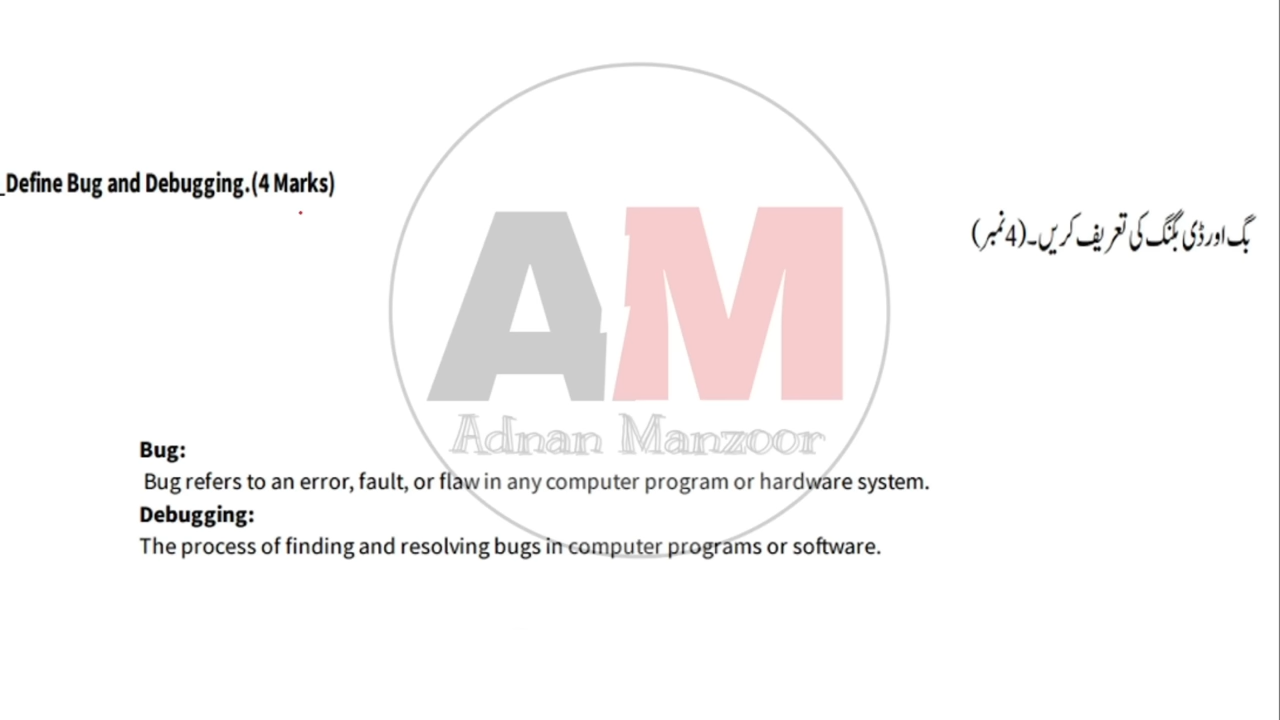 _Define Bug and Debugging.(4 Marks)
بگ اور ڈی بگنگ کی تعریف کریں۔(4 نمبر)
AM
Adnan Manzoor
Bug:
Bug refers to an error, fault, or flaw in any computer program or hardware system.
Debugging:
The process of finding and resolving bugs in computer programs or software.